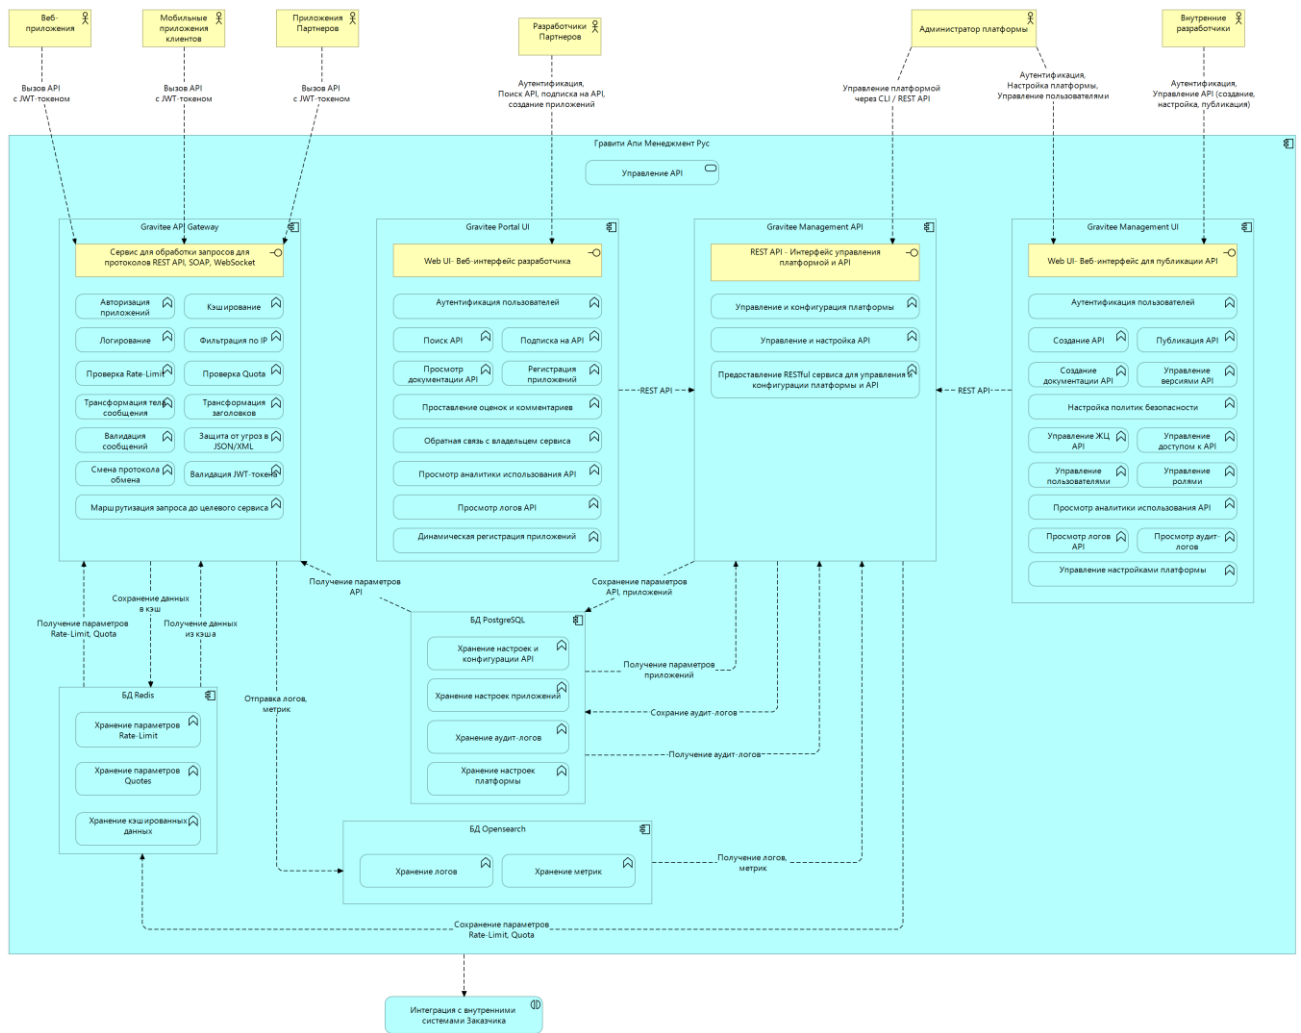 Веб-
приложения
Мобильные
приложения
клиентов
Приложения
Партнеров
Разработчики
Партнеров
Администратор платформы
Внутренние
разработчики
Вызов API
с JWT-токеном
Вызов API
с JWT-токеном
Вызов API
с JWT-токеном
Аутентификация,
Поиск API, подписка на API,
создание приложений
Управление платформой
через CLI / REST API
Аутентификация,
Настройка платформы,
Управление пользователями
Аутентификация,
Управление API (создание,
настройка, публикация)
Гравити Апи Менеджмент Рус
Управление API
Gravitee API Gateway
Сервис для обработки запросов для
протоколов REST API, SOAP, WebSocket
Авторизация
приложений
Кэширование
Логирование
Фильтрация по IP
Проверка Rate-Limit
Проверка Quota
Трансформация тела
сообщения
Трансформация
заголовков
Валидация
сообщений
Защита от угроз в
JSON/XML
Смена протокола
обмена
Валидация JWT-токена
Маршрутизация запроса до целевого сервиса
Gravitee Portal UI
Web UI- Веб-интерфейс разработчика
Аутентификация пользователей
Поиск API
Подписка на API
Просмотр
документации API
Регистрация
приложений
Проставление оценок и комментариев
Обратная связь с владельцем сервиса
Просмотр аналитики использования API
Просмотр логов API
Динамическая регистрация приложений
REST API
Gravitee Management API
REST API - Интерфейс управления
платформой и API
Управление и конфигурация платформы
Управление и настройка API
Предоставление RESTful сервиса для управления и
конфигурации платформы и API
REST API
Gravitee Management UI
Web UI- Веб-интерфейс для публикации API
Аутентификация пользователей
Создание API
Публикация API
Создание
документации API
Управление
версиями API
Настройка политик безопасности
Управление ЖЦ
API
Управление
доступом к API
Управление
пользователями
Управление
ролями
Просмотр аналитики использования API
Просмотр логов
API
Просмотр аудит-
логов
Управление настройками платформы
Получение параметров
Rate-Limit, Quota
Сохранение данных
в кэш
Получение данных
из кэша
Отправка логов,
метрик
Получение параметров
API
Сохранение параметров
API, приложений
БД PostgreSQL
Хранение настроек и
конфигурации API
Хранение настроек приложений
Хранение аудит-логов
Хранение настроек
платформы
Получение параметров
приложений
Сохрание аудит-логов
Получение аудит-логов
БД Redis
Хранение параметров
Rate-Limit
Хранение параметров
Quotes
Хранение кэшированных
данных
БД Opensearch
Хранение логов
Хранение метрик
Получение логов,
метрик
Сохранение параметров
Rate-Limit, Quota
Интеграция с внутренними
системами Заказчика